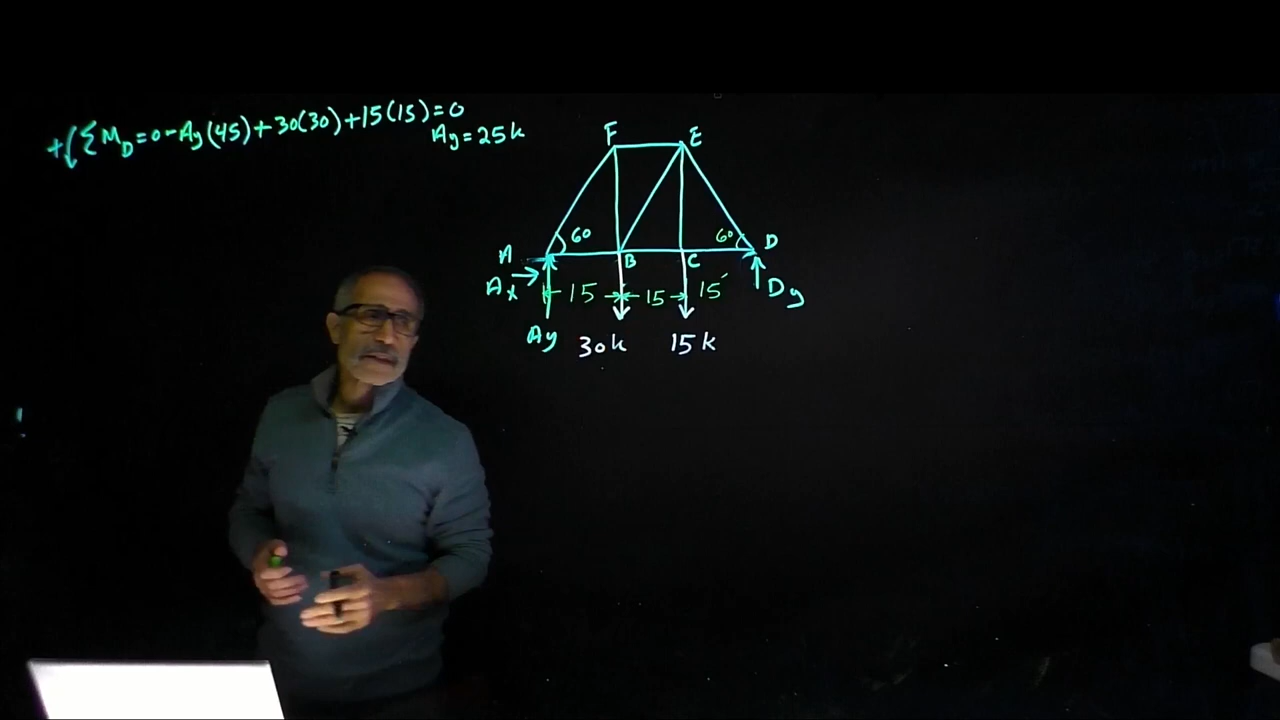 + Σ M_D = 0 - Ay(45) + 30(30) + 15(15) = 0
Ay = 25k
F E
60 60
A B C D
Ax 15 15 15' Dy
Ay 30k 15k